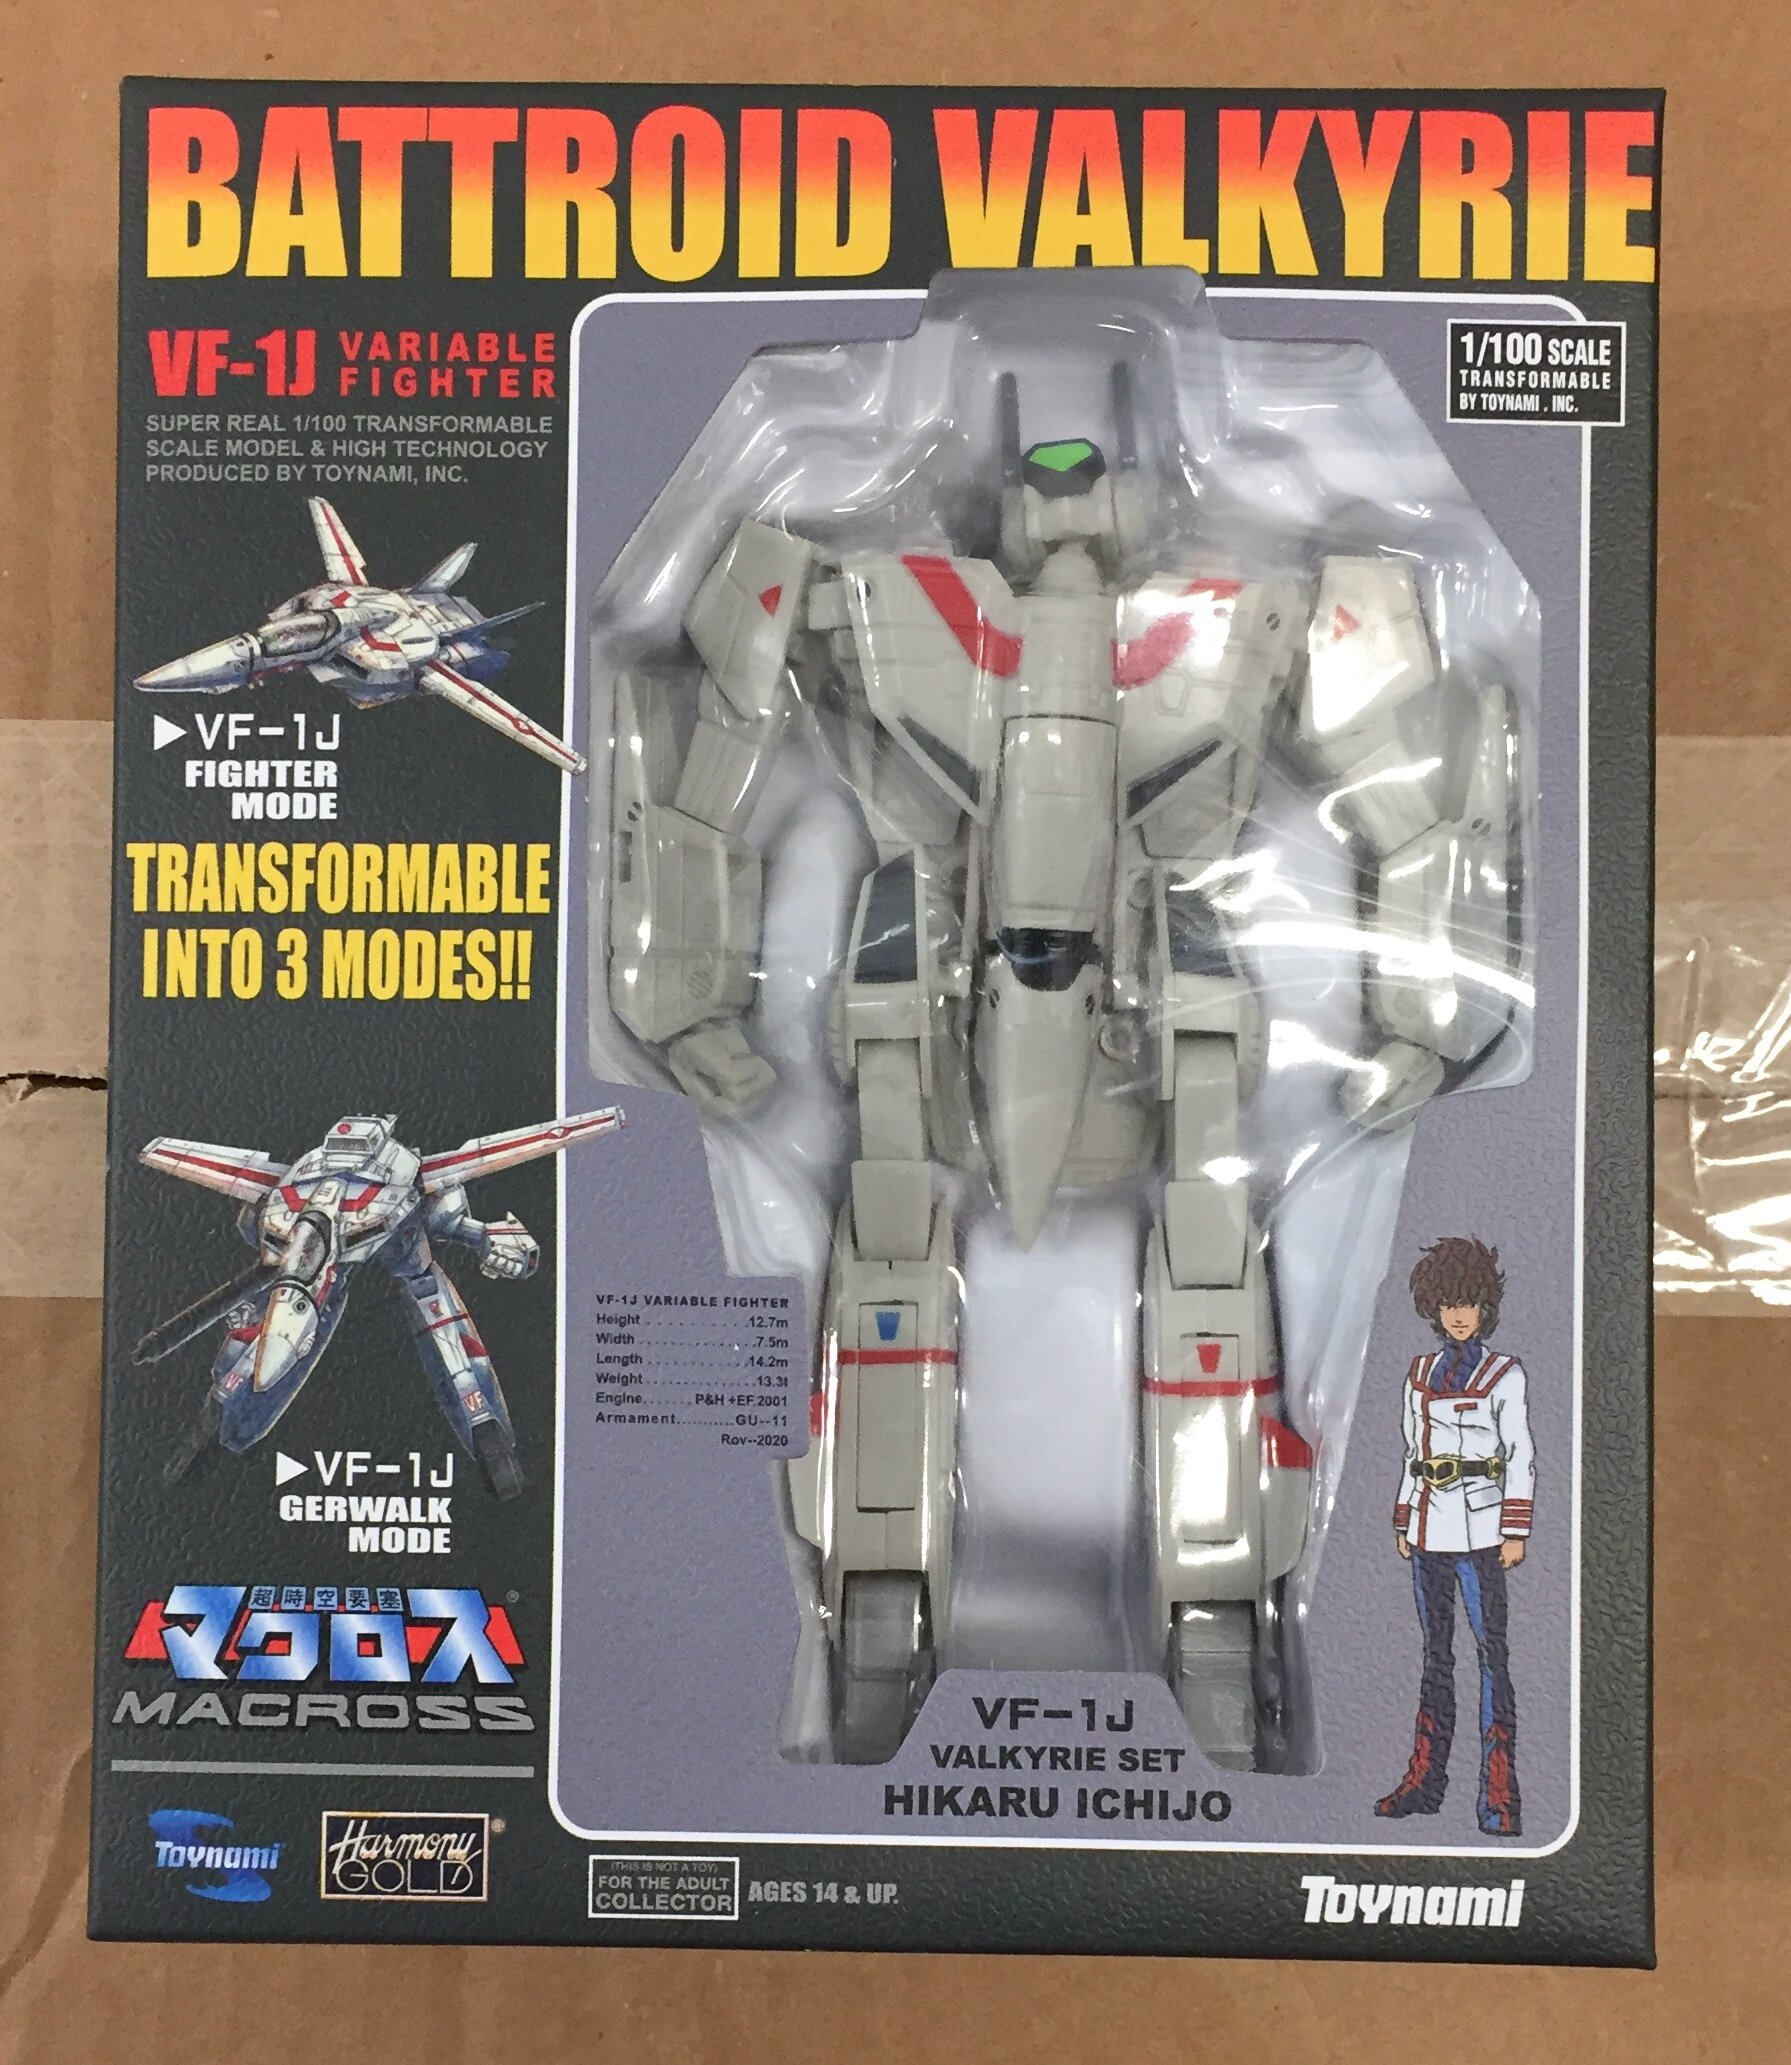 BATTROID VALKYRIE
VF-1J VARIABLE
FIGHTER
SUPER REAL 1/100 TRANSFORMABLE
SCALE MODEL & HIGH TECHNOLOGY
PRODUCED BY TOYNAMI, INC.
1/100 SCALE
TRANSFORMABLE
BY TOYNAMI . INC.
▶VF-1J
FIGHTER
MODE
TRANSFORMABLE
INTO 3 MODES!!
VF-1J VARIABLE FIGHTER
Height . . . . . . . . . . .12.7m
Width . . . . . . . . . . . .7.5m
Length . . . . . . . . . . .14.2m
Weight . . . . . . . . . . .13.3t
Engine. . . . . . . P&H +EF.2001
Armament...........GU--11
Rov--2020
VF
VF
▶VF-1J
GERWALK
MODE
超時空要塞
マクロス®
MACROSS
VF-1J
VALKYRIE SET
HIKARU ICHIJO
Toynami
Harmony®
GOLD
(THIS IS NOT A TOY)
FOR THE ADULT
COLLECTOR
AGES 14 & UP.
Toynami